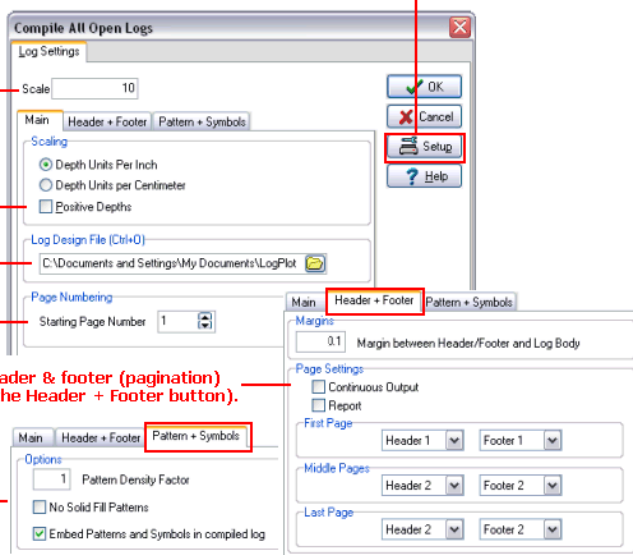 Compile All Open Logs
Log Settings
Scale 10
OK
Main Header + Footer Pattern + Symbols
Cancel
Scaling
Setup
Depth Units Per Inch
Depth Units per Centimeter
Help
Positive Depths
Log Design File (Ctrl+O)
C:\Documents and Settings\My Documents\LogPlot
Page Numbering
Starting Page Number 1
Main Header + Footer Pattern + Symbols
Margins
0.1 Margin between Header/Footer and Log Body
ader & footer (pagination)
he Header + Footer button).
Page Settings
Continuous Output
Report
First Page
Header 1 Footer 1
Middle Pages
Header 2 Footer 2
Last Page
Header 2 Footer 2
Main Header + Footer Pattern + Symbols
Options
1 Pattern Density Factor
No Solid Fill Patterns
Embed Patterns and Symbols in compiled log